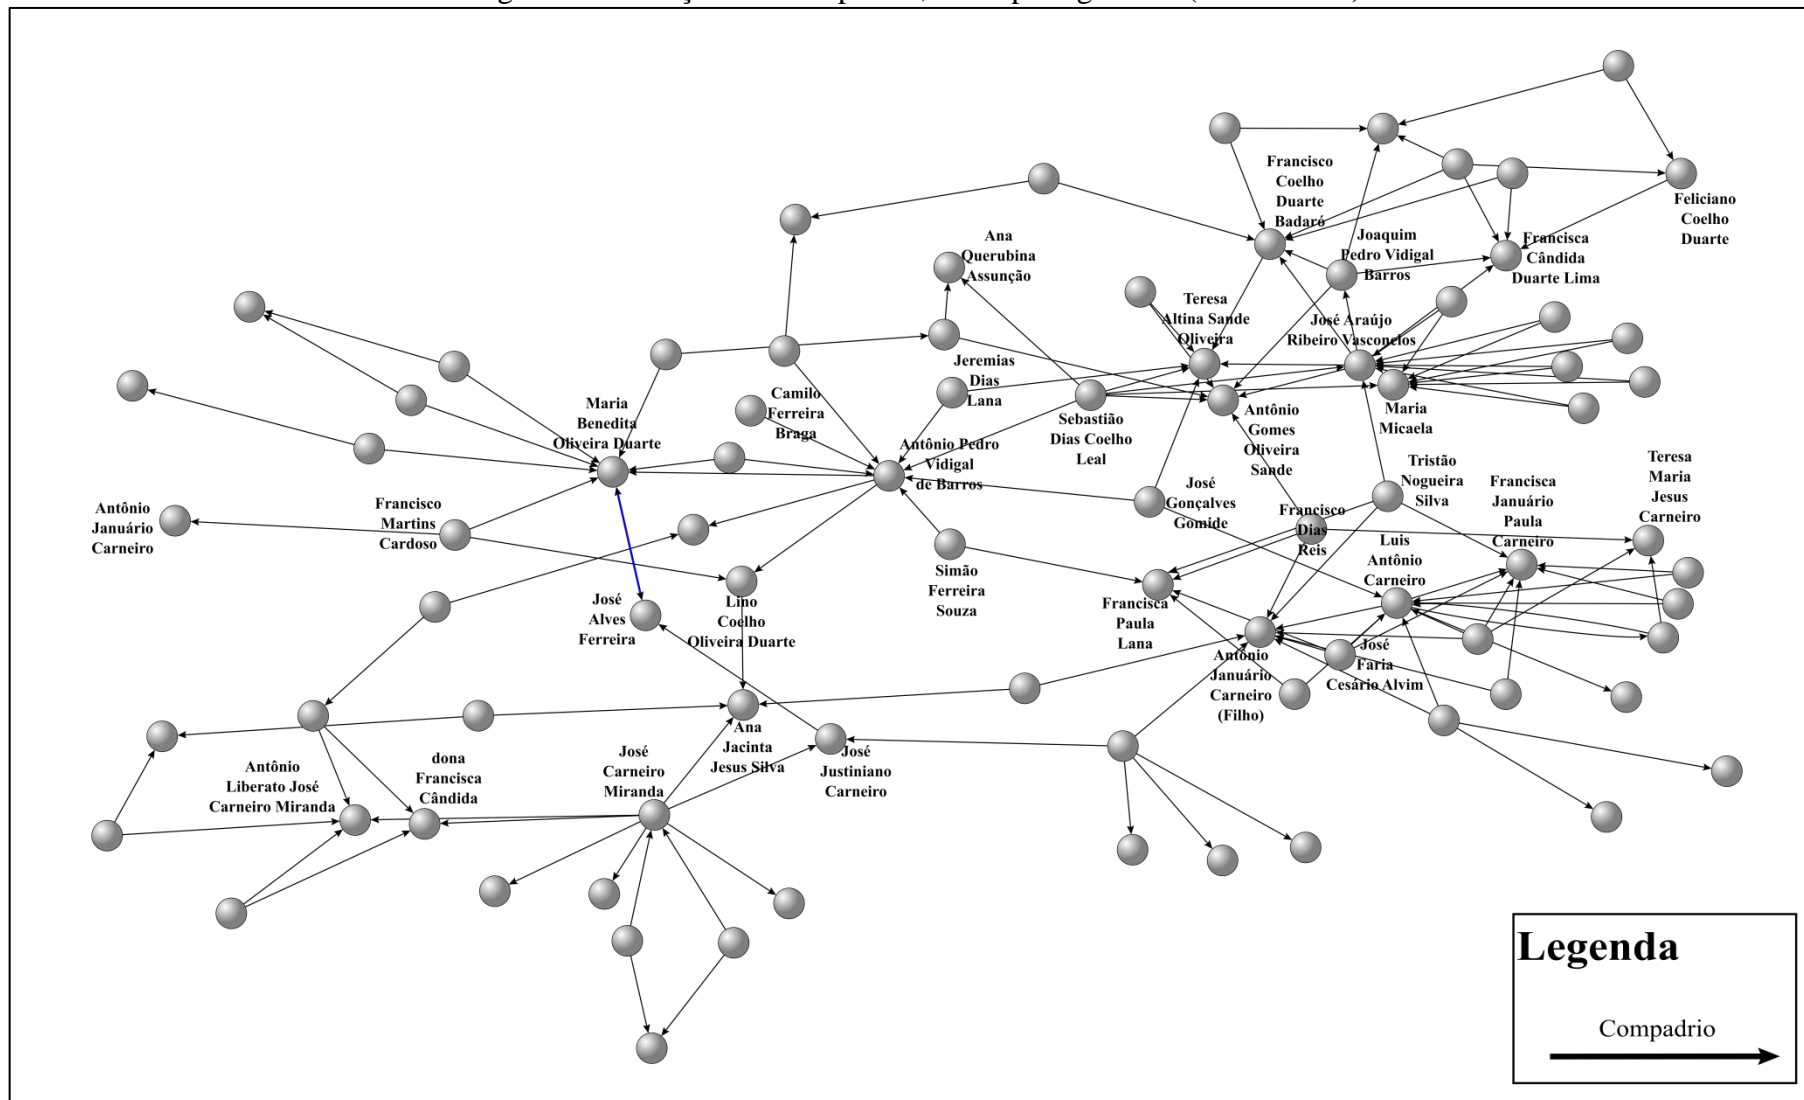 Francisco
Coelho
Duarte
Badaró
Feliciano
Coelho
Duarte
Joaquim
Pedro Vidigal
Barros
Francisca
Cândida
Duarte Lima
Ana
Querubina
Assunção
Teresa
Altina Sande
Oliveira
José Araújo
Ribeiro Vasconelos
Jeremias
Dias
Lana
Camilo
Ferreira
Braga
Maria
Benedita
Oliveira Duarte
Sebastião
Dias Coelho
Leal
Antônio
Gomes
Oliveira
Sande
Maria
Micaela
Antônio Pedro
Vidigal
de Barros
Tristão
Nogueira
Silva
Francisca
Januário
Paula
Carneiro
Teresa
Maria
Jesus
Carneiro
José
Gonçalves
Gomide
Francisco
Dias
Reis
Antônio
Januário
Carneiro
Francisco
Martins
Cardoso
Luis
Antônio
Carneiro
Simão
Ferreira
Souza
José
Alves
Ferreira
Lino
Coelho
Oliveira Duarte
Francisca
Paula
Lana
Antônio
Januário
Carneiro
(Filho)
José
Faria
Cesário Alvim
Ana
Jacinta
Jesus Silva
José
Justiniano
Carneiro
José
Carneiro
Miranda
Antônio
Liberato José
Carneiro Miranda
dona
Francisca
Cândida
Legenda
Compadrio